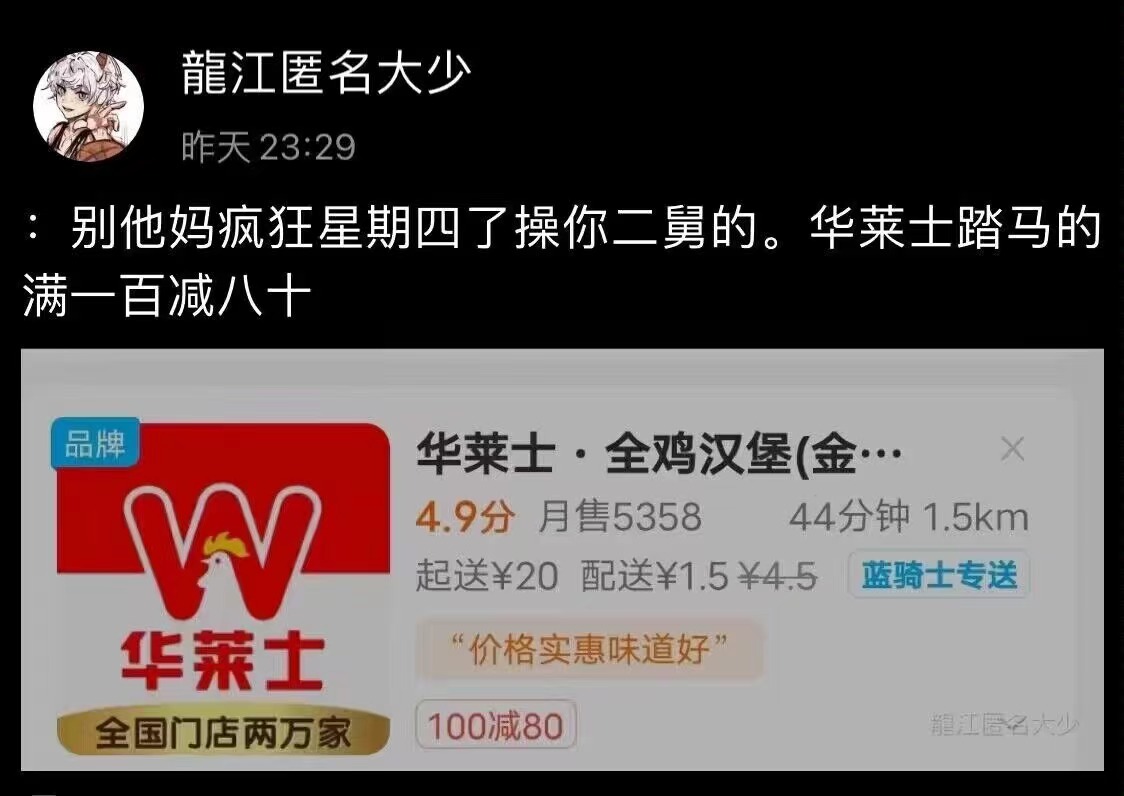 龍江匿名大少
昨天 23:29
：别他妈疯狂星期四了操你二舅的。华莱士踏马的
满一百减八十
品牌
华莱士
全国门店两万家
华莱士·全鸡汉堡(金…
4.9分 月售5358 44分钟 1.5km
起送¥20 配送¥1.5 ¥4.5 蓝骑士专送
“价格实惠味道好”
100减80
龍江匿名大少